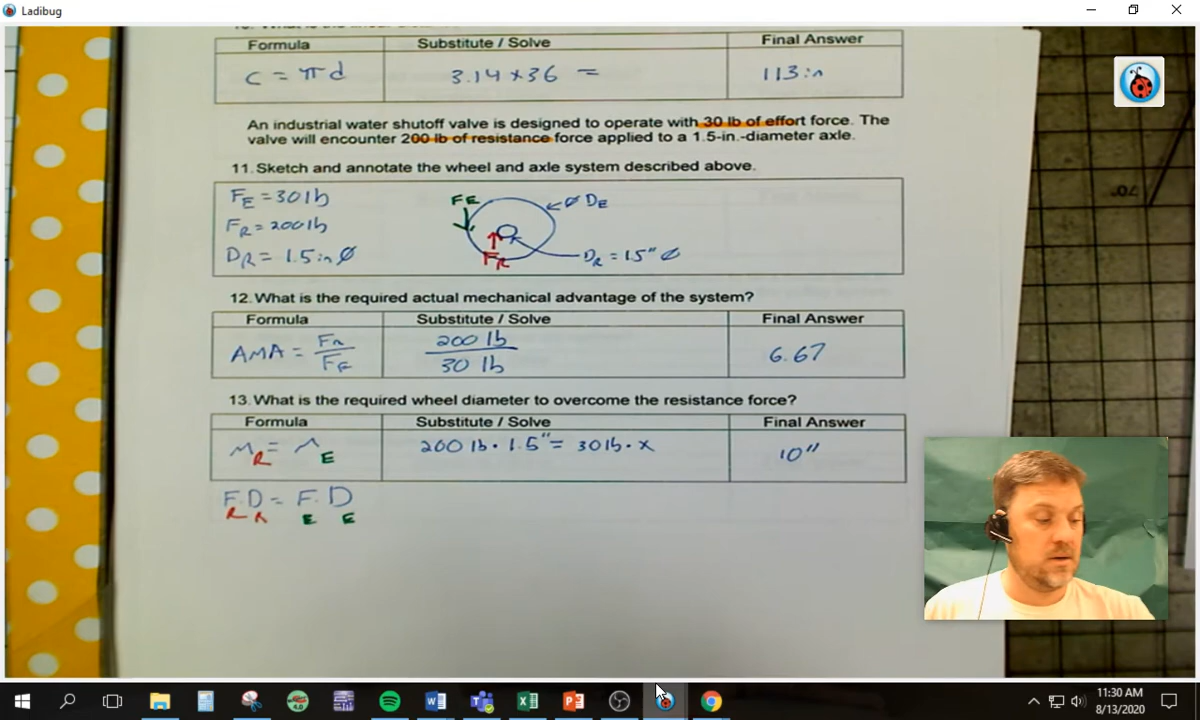 Ladibug
Formula Substitute / Solve Final Answer
C = πd 3.14 * 36 = 113 in
An industrial water shutoff valve is designed to operate with 30 lb of effort force. The
valve will encounter 200 lb of resistance force applied to a 1.5-in.-diameter axle.
11. Sketch and annotate the wheel and axle system described above.
FE = 30 lb
FR = 200 lb
DR = 1.5 in Ø
FE
Ø DE
FR
DR = 1.5" Ø
12. What is the required actual mechanical advantage of the system?
Formula Substitute / Solve Final Answer
AMA = FR / FE 200 lb / 30 lb 6.67
13. What is the required wheel diameter to overcome the resistance force?
Formula Substitute / Solve Final Answer
MR = ME 200 lb · 1.5" = 30 lb · x 10"
F·D = F·D
R R E E
11:30 AM
8/13/2020